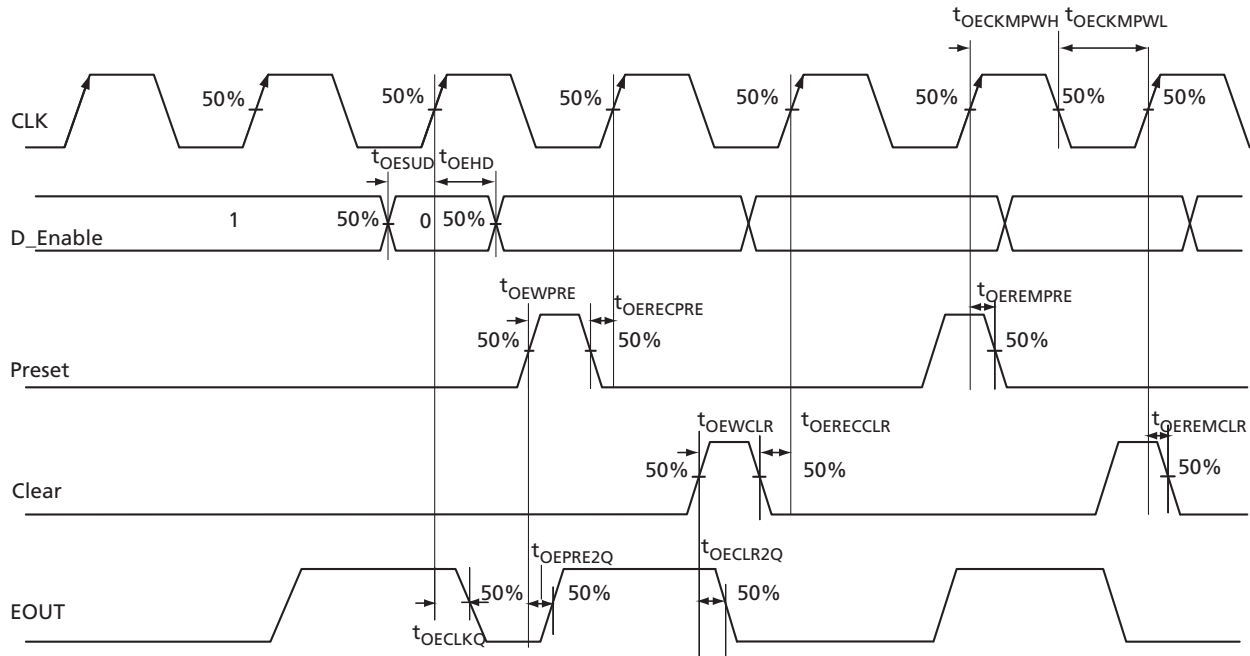 tOECKMPWH tOECKMPWL
CLK
50% 50% 50% 50% 50% 50% 50%
tOESUD tOEHD
D_Enable
1 50% 0 50%
tOEWPRE tOERECPRE tOEREMPRE
Preset
50% 50% 50%
tOEWCLR tOERECCLR tOEREMCLR
Clear
50% 50% 50%
tOEPRE2Q tOECLR2Q
EOUT
50% 50% 50%
tOECLKQ